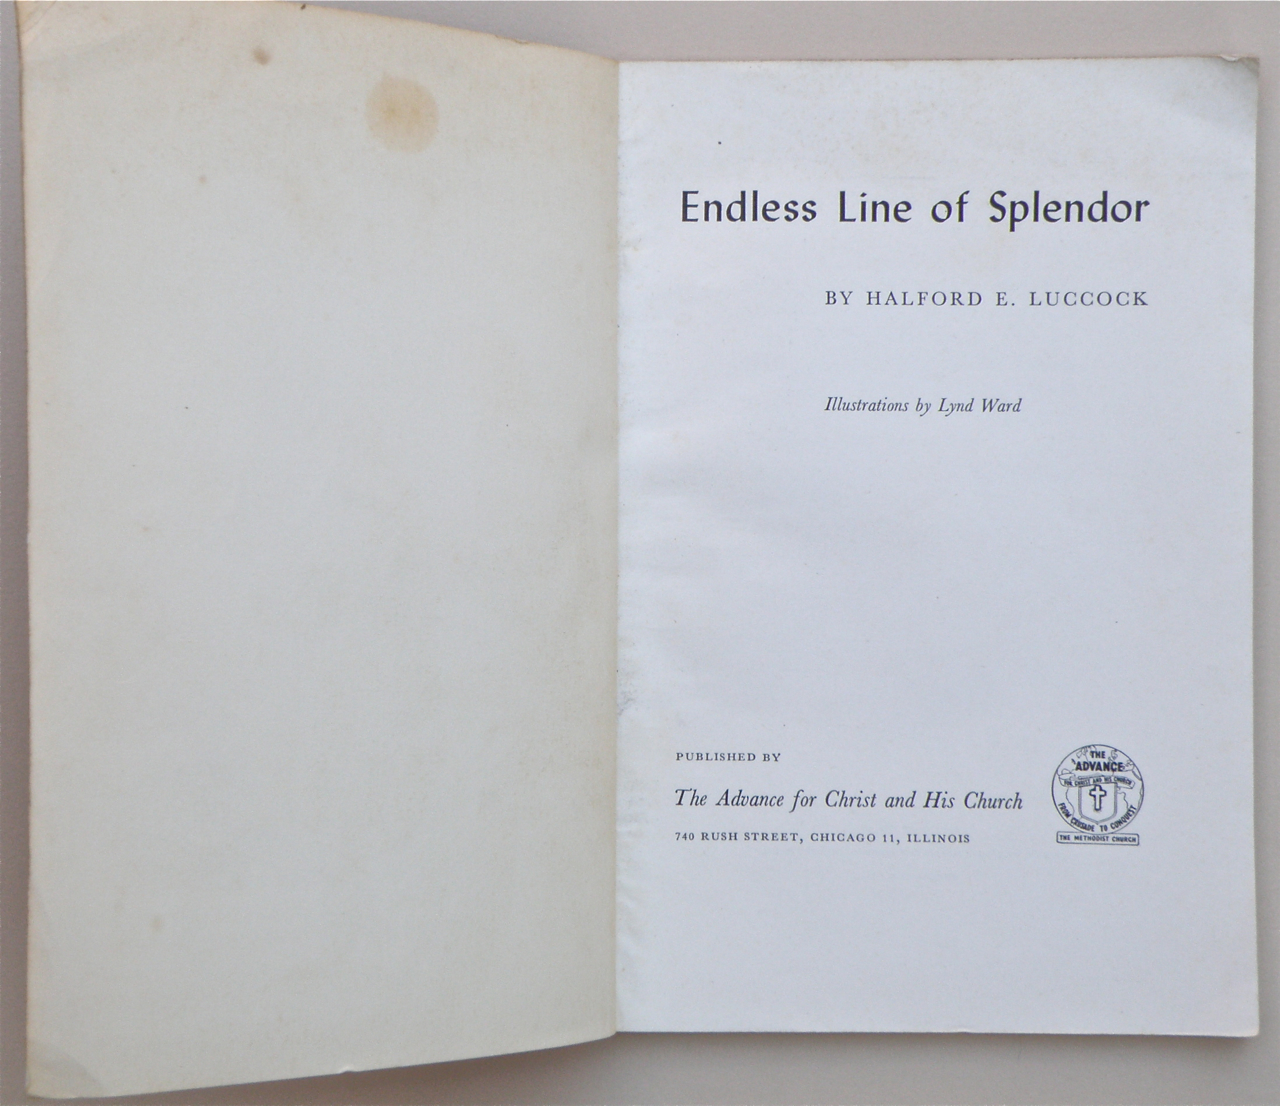 Endless Line of Splendor
BY HALFORD E. LUCCOCK
Illustrations by Lynd Ward
PUBLISHED BY
The Advance for Christ and His Church
740 RUSH STREET, CHICAGO 11, ILLINOIS
THE
ADVANCE
FOR CHRIST AND HIS CHURCH
FROM CRUSADE TO CONQUEST
THE METHODIST CHURCH